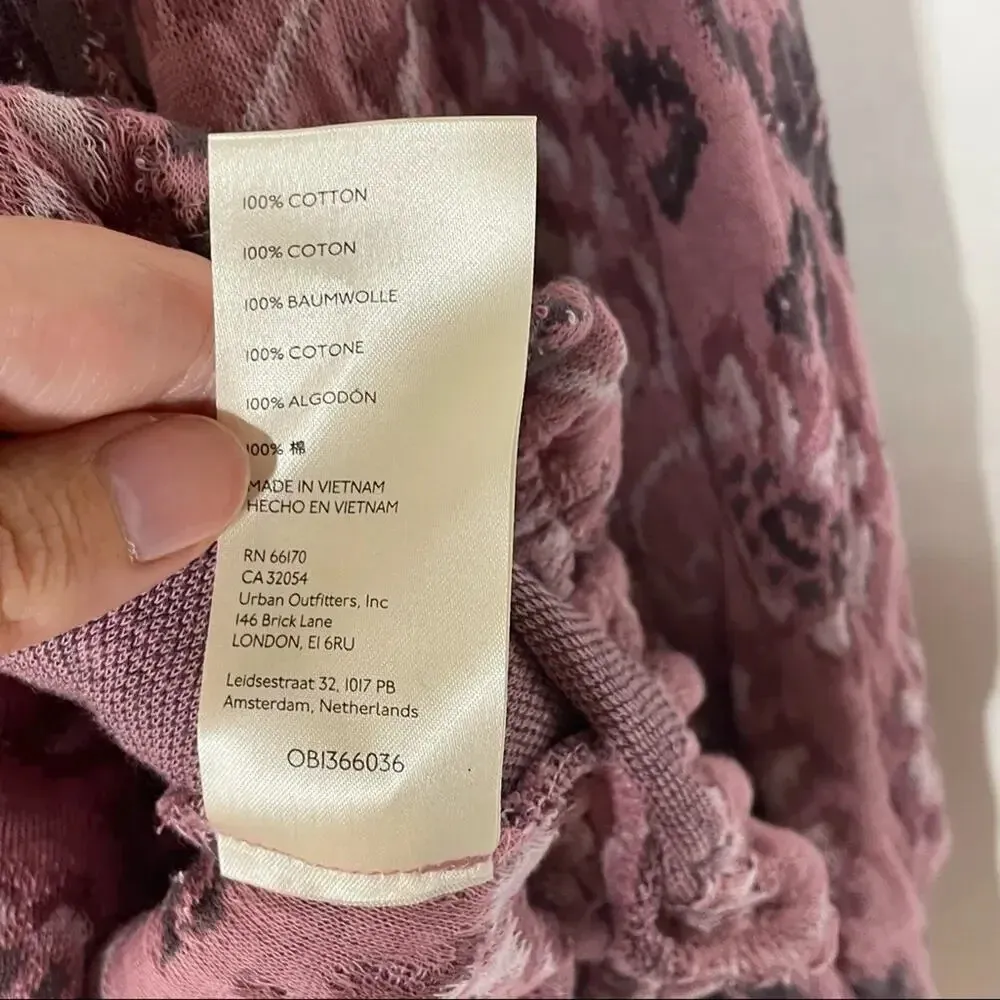 100% COTTON
100% COTON
100% BAUMWOLLE
100% COTONE
100% ALGODÓN
100% 棉
MADE IN VIETNAM
HECHO EN VIETNAM
RN 66170
CA 32054
Urban Outfitters, Inc
146 Brick Lane
LONDON, E1 6RU
Leidsestraat 32, 1017 PB
Amsterdam, Netherlands
OB1366036